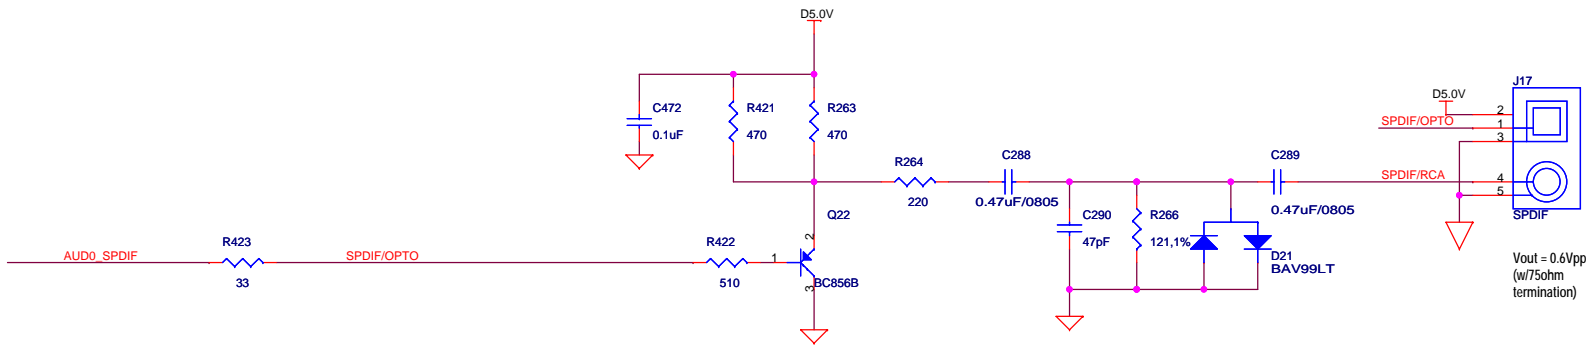 D5.0V
C472
0.1uF
R421
470
R263
470
R264
220
C288
0.47uF/0805
C289
0.47uF/0805
C290
47pF
R266
121,1%
D21
BAV99LT
Q22
2
1
3
BC856B
AUD0_SPDIF
R423
33
SPDIF/OPTO
R422
510
J17
D5.0V
2
SPDIF/OPTO
1
3
SPDIF/RCA
4
5
SPDIF
Vout = 0.6Vpp
(w/75ohm
termination)